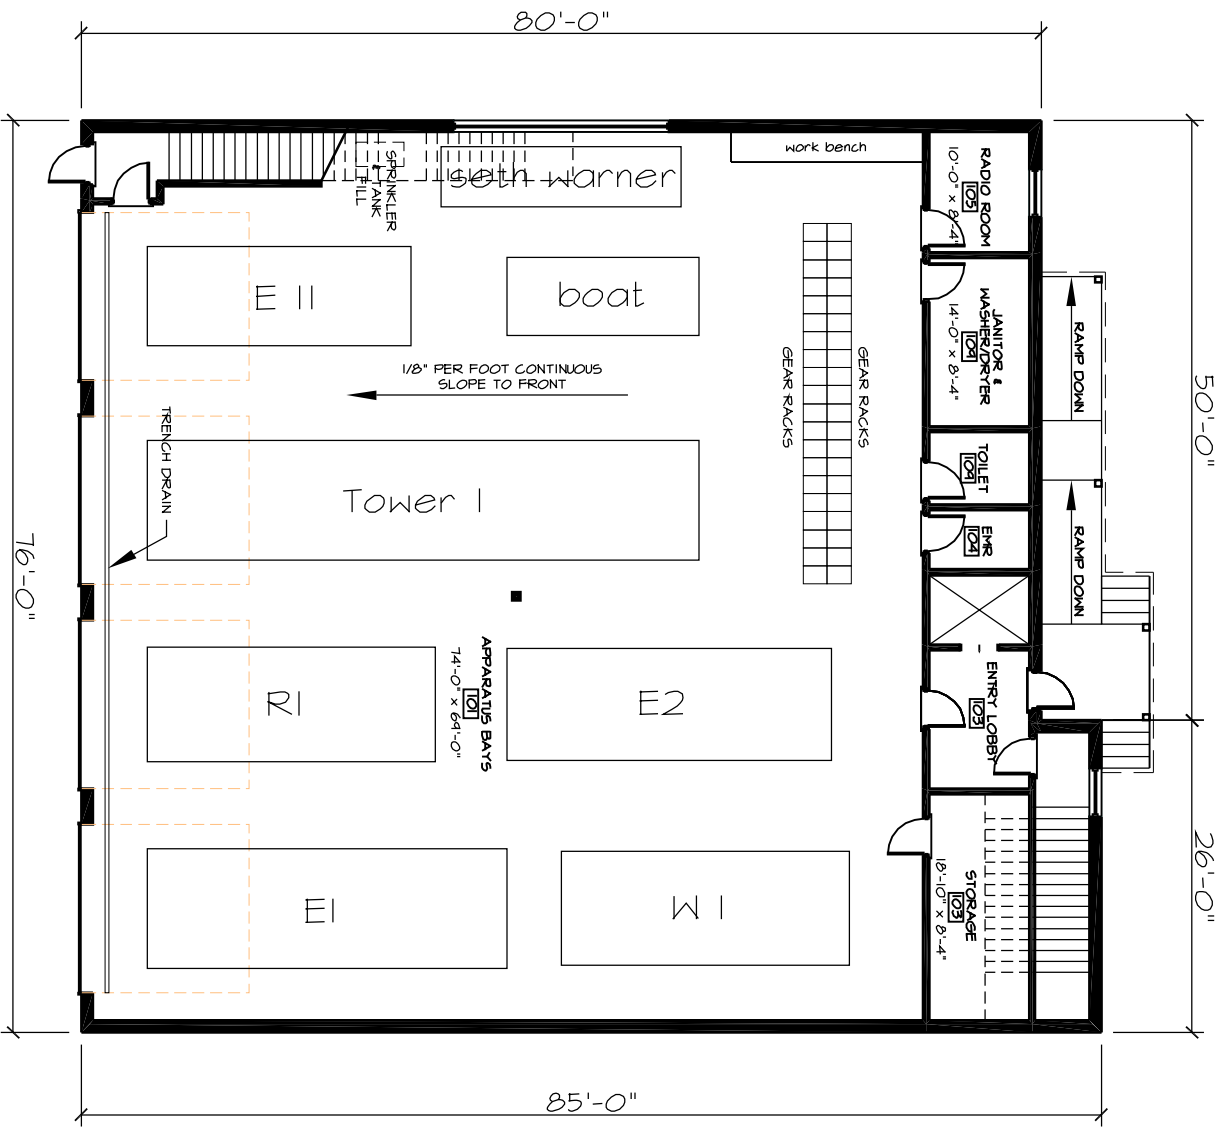 80'-0"
work bench
SPRINKLER
& TANK
FILL
seth warner
RADIO ROOM
105
10'-0" x 8'-4"
E 11
boat
JANITOR &
WASHER/DRYER
109
14'-0" x 8'-4"
RAMP DOWN
GEAR RACKS
GEAR RACKS
1/8" PER FOOT CONTINUOUS
SLOPE TO FRONT
50'-0"
TRENCH DRAIN
Tower 1
TOILET
109
EMR
104
RAMP DOWN
76'-0"
APPARATUS BAYS
101
74'-0" x 69'-0"
R1
E2
ENTRY LOBBY
103
E1
W 1
STORAGE
103
18'-10" x 8'-4"
26'-0"
85'-0"